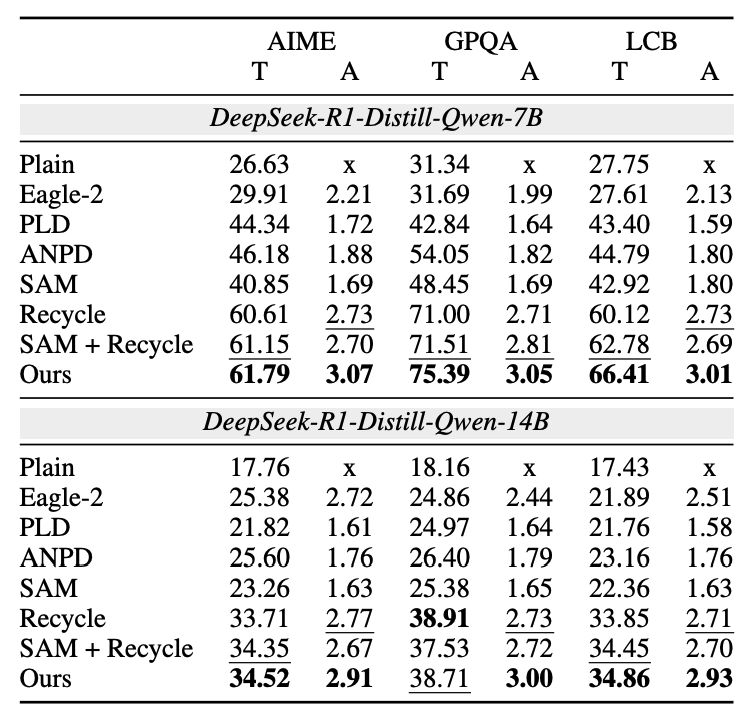 AIME GPQA LCB
T A T A T A
DeepSeek-R1-Distill-Qwen-7B
Plain 26.63 x 31.34 x 27.75 x
Eagle-2 29.91 2.21 31.69 1.99 27.61 2.13
PLD 44.34 1.72 42.84 1.64 43.40 1.59
ANPD 46.18 1.88 54.05 1.82 44.79 1.80
SAM 40.85 1.69 48.45 1.69 42.92 1.80
Recycle 60.61 2.73 71.00 2.71 60.12 2.73
SAM + Recycle 61.15 2.70 71.51 2.81 62.78 2.69
Ours 61.79 3.07 75.39 3.05 66.41 3.01
DeepSeek-R1-Distill-Qwen-14B
Plain 17.76 x 18.16 x 17.43 x
Eagle-2 25.38 2.72 24.86 2.44 21.89 2.51
PLD 21.82 1.61 24.97 1.64 21.76 1.58
ANPD 25.60 1.76 26.40 1.79 23.16 1.76
SAM 23.26 1.63 25.38 1.65 22.36 1.63
Recycle 33.71 2.77 38.91 2.73 33.85 2.71
SAM + Recycle 34.35 2.67 37.53 2.72 34.45 2.70
Ours 34.52 2.91 38.71 3.00 34.86 2.93